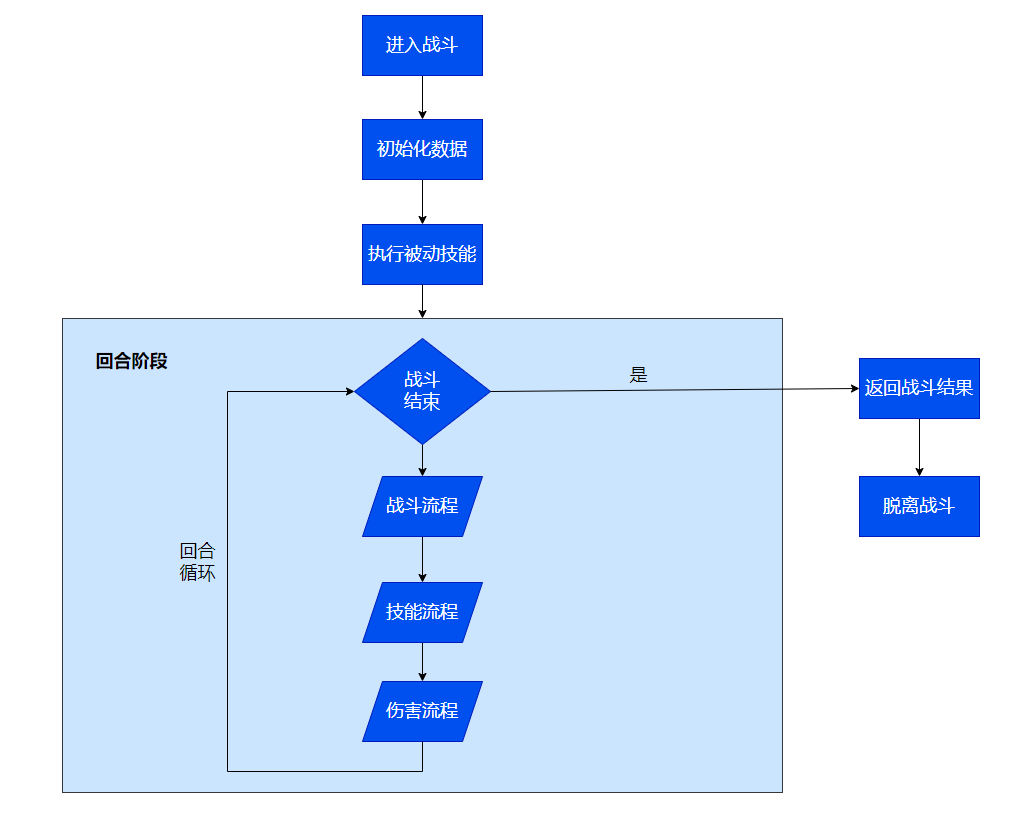 进入战斗
初始化数据
执行被动技能
回合阶段
战斗
结束
是
返回战斗结果
战斗流程
脱离战斗
回合
循环
技能流程
伤害流程